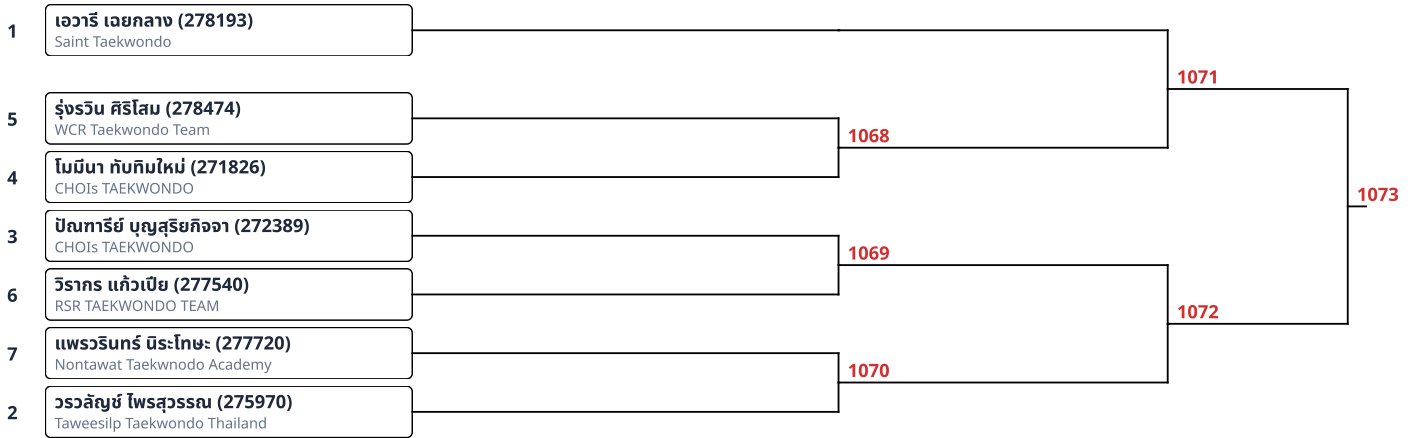 1
เอวารี เฉยกลาง (278193)
Saint Taekwondo
5
รุ่งรวิน ศิริโสม (278474)
WCR Taekwondo Team
4
โมมีนา ทับทิมใหม่ (271826)
CHOIs TAEKWONDO
3
ปัณฑารีย์ บุญสุริยกิจจา (272389)
CHOIs TAEKWONDO
6
วิรากร แก้วเปีย (277540)
RSR TAEKWONDO TEAM
7
แพรวรินทร์ นิระโทษะ (277720)
Nontawat Taekwnodo Academy
2
วรวลัญช์ ไพรสุวรรณ (275970)
Taweesilp Taekwondo Thailand
1068
1069
1070
1071
1072
1073